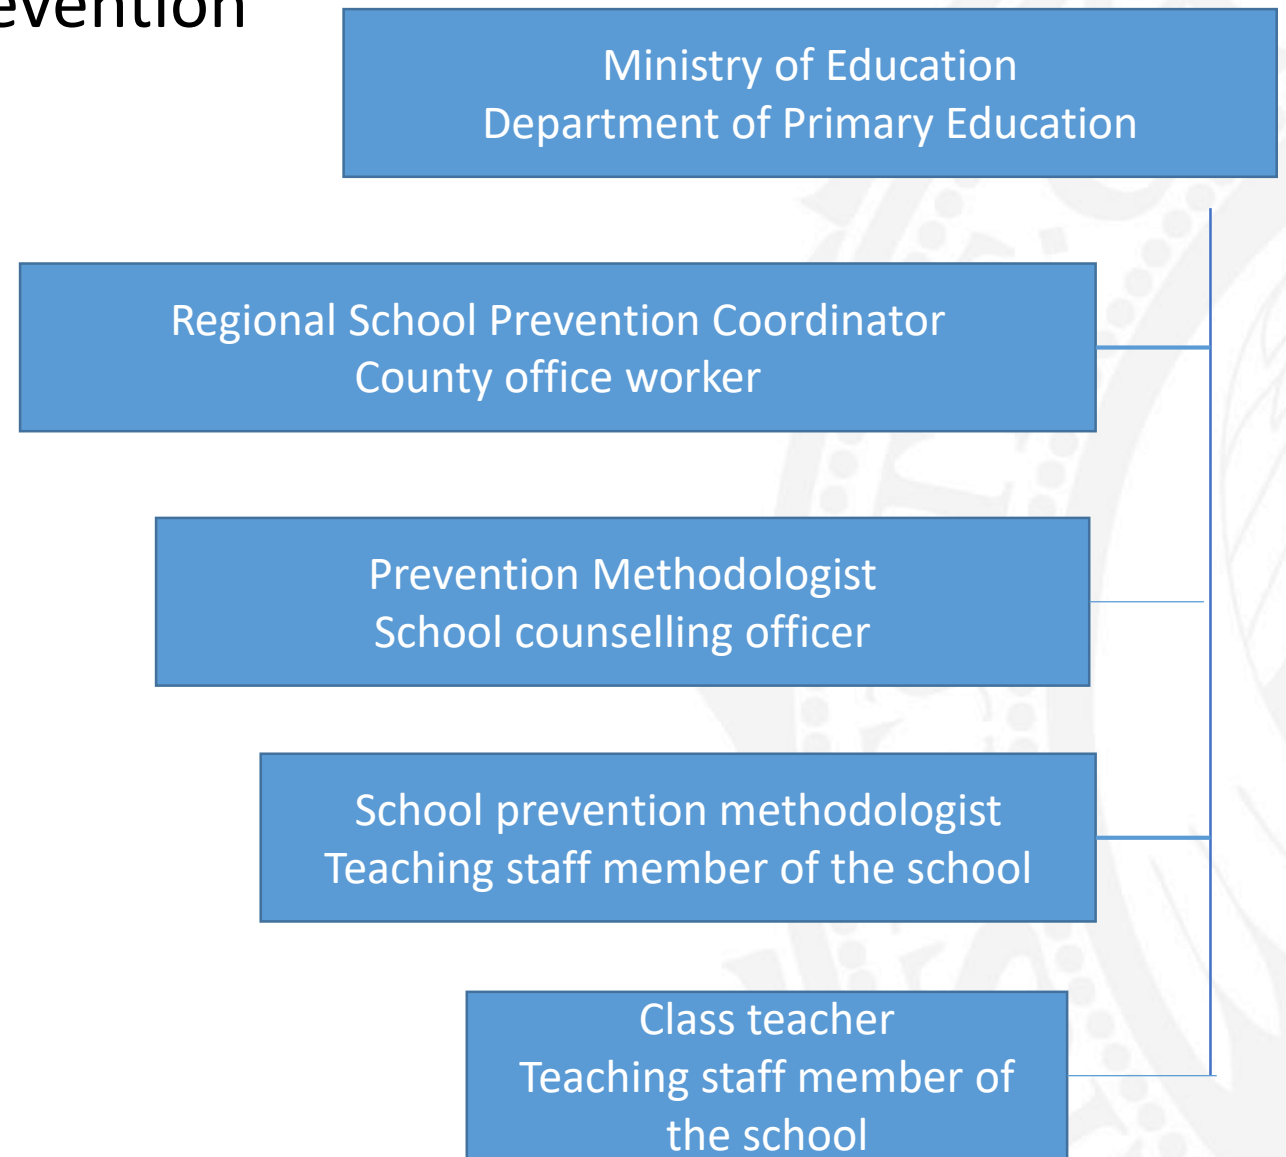 evention
Ministry of Education
Department of Primary Education
Regional School Prevention Coordinator
County office worker
Prevention Methodologist
School counselling officer
School prevention methodologist
Teaching staff member of the school
Class teacher
Teaching staff member of
the school